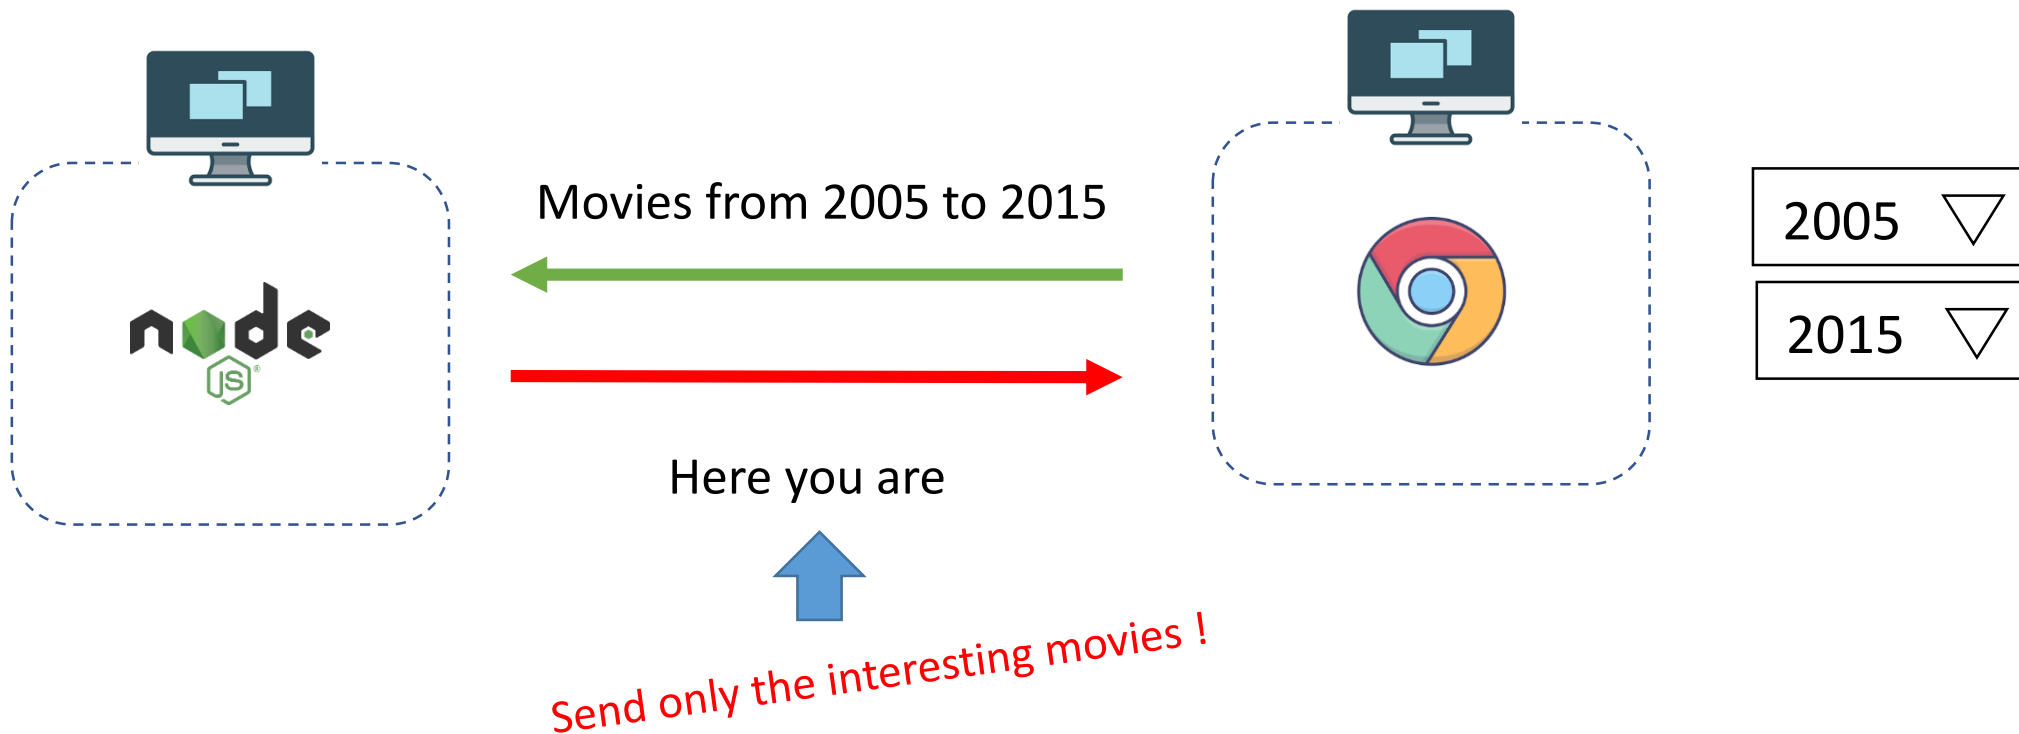 Movies from 2005 to 2015
2005
2015
node
JS
®
Here you are
Send only the interesting movies !